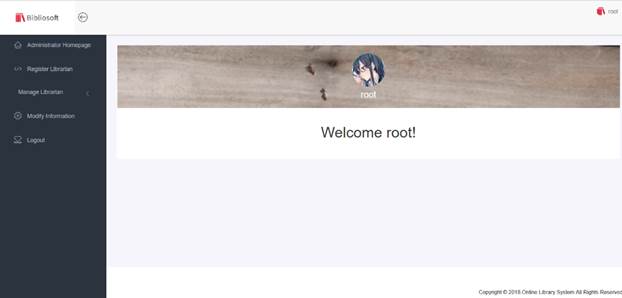 Bibliosoft
root
Administrator Homepage
Register Librarian
Manage Librarian
Modify Information
Logout
root
Welcome root!
Copyright © 2018 Online Library System All Rights Reserved